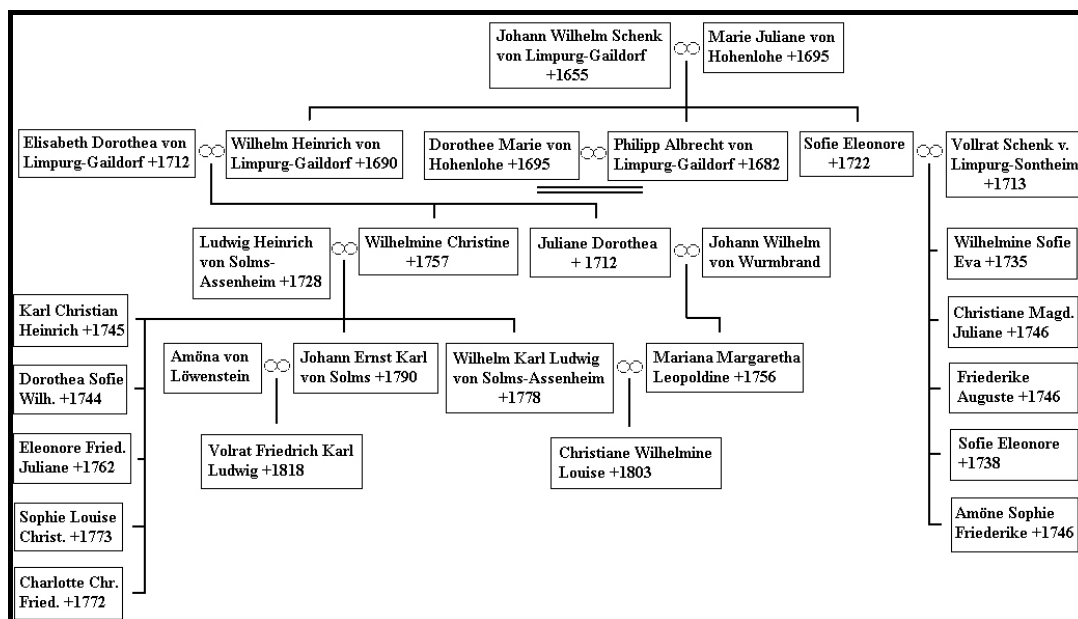 Johann Wilhelm Schenk
von Limpurg-Gaildorf
+1655
Marie Juliane von
Hohenlohe +1695
Elisabeth Dorothea von
Limpurg-Gaildorf +1712
Wilhelm Heinrich von
Limpurg-Gaildorf +1690
Dorothee Marie von
Hohenlohe +1695
Philipp Albrecht von
Limpurg-Gaildorf +1682
Sofie Eleonore
+1722
Vollrat Schenk v.
Limpurg-Sontheim
+1713
Ludwig Heinrich
von Solms-
Assenheim +1728
Wilhelmine Christine
+1757
Juliane Dorothea
+ 1712
Johann Wilhelm
von Wurmbrand
Wilhelmine Sofie
Eva +1735
Karl Christian
Heinrich +1745
Christiane Magd.
Juliane +1746
Amöna von
Löwenstein
Johann Ernst Karl
von Solms +1790
Wilhelm Karl Ludwig
von Solms-Assenheim
+1778
Mariana Margaretha
Leopoldine +1756
Dorothea Sofie
Wilh. +1744
Friederike
Auguste +1746
Eleonore Fried.
Juliane +1762
Volrat Friedrich Karl
Ludwig +1818
Christiane Wilhelmine
Louise +1803
Sofie Eleonore
+1738
Sophie Louise
Christ. +1773
Amöne Sophie
Friederike +1746
Charlotte Chr.
Fried. +1772